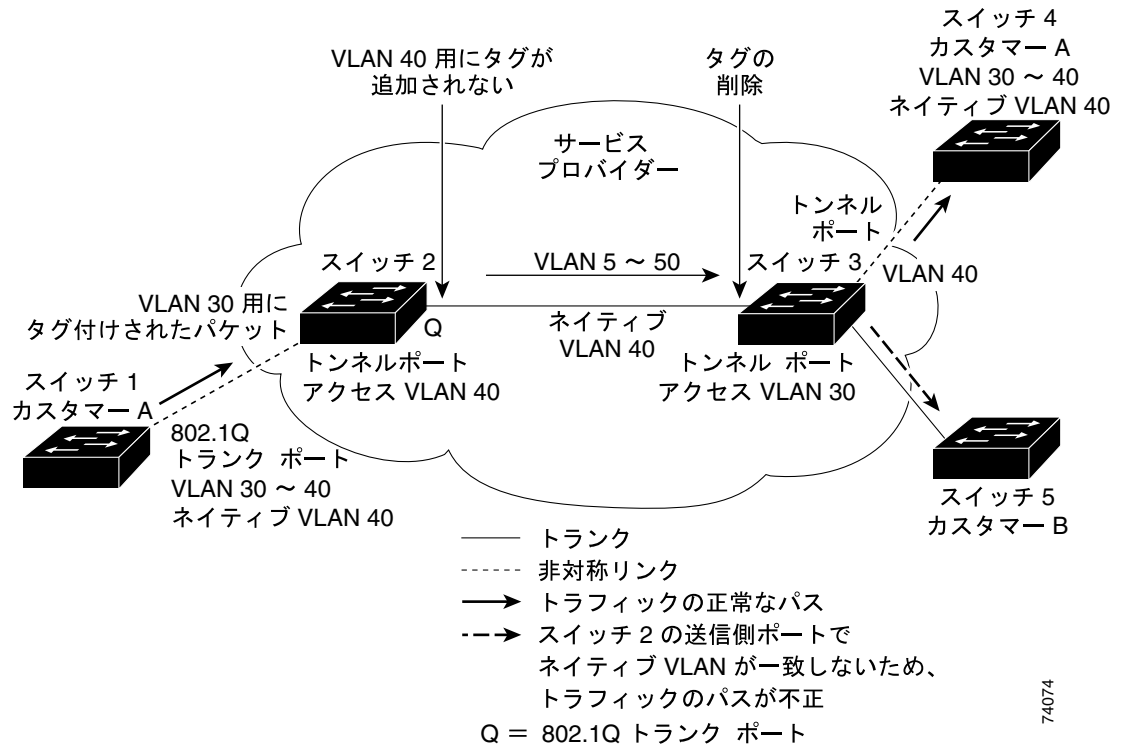 スイッチ 4
カスタマー A
VLAN 30 ～ 40
ネイティブ VLAN 40
VLAN 40 用にタグが
追加されない
タグの
削除
サービス
プロバイダー
トンネル
ポート
スイッチ 2
VLAN 5 ～ 50
スイッチ 3
VLAN 40
VLAN 30 用に
タグ付けされたパケット
Q
ネイティブ
VLAN 40
トンネルポート
アクセス VLAN 40
トンネル ポート
アクセス VLAN 30
スイッチ 1
カスタマー A
802.1Q
トランク ポート
VLAN 30 ～ 40
ネイティブ VLAN 40
スイッチ 5
カスタマー B
トランク
非対称リンク
トラフィックの正常なパス
スイッチ 2 の送信側ポートで
ネイティブ VLAN が一致しないため、
トラフィックのパスが不正
Q ＝ 802.1Q トランク ポート
74074